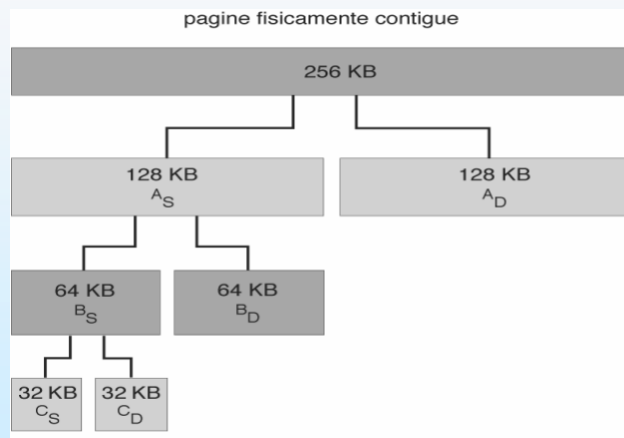 pagine fisicamente contigue
256 KB
128 KB 128 KB
AS AD
64 KB 64 KB
BS BD
32 KB 32 KB
CS CD